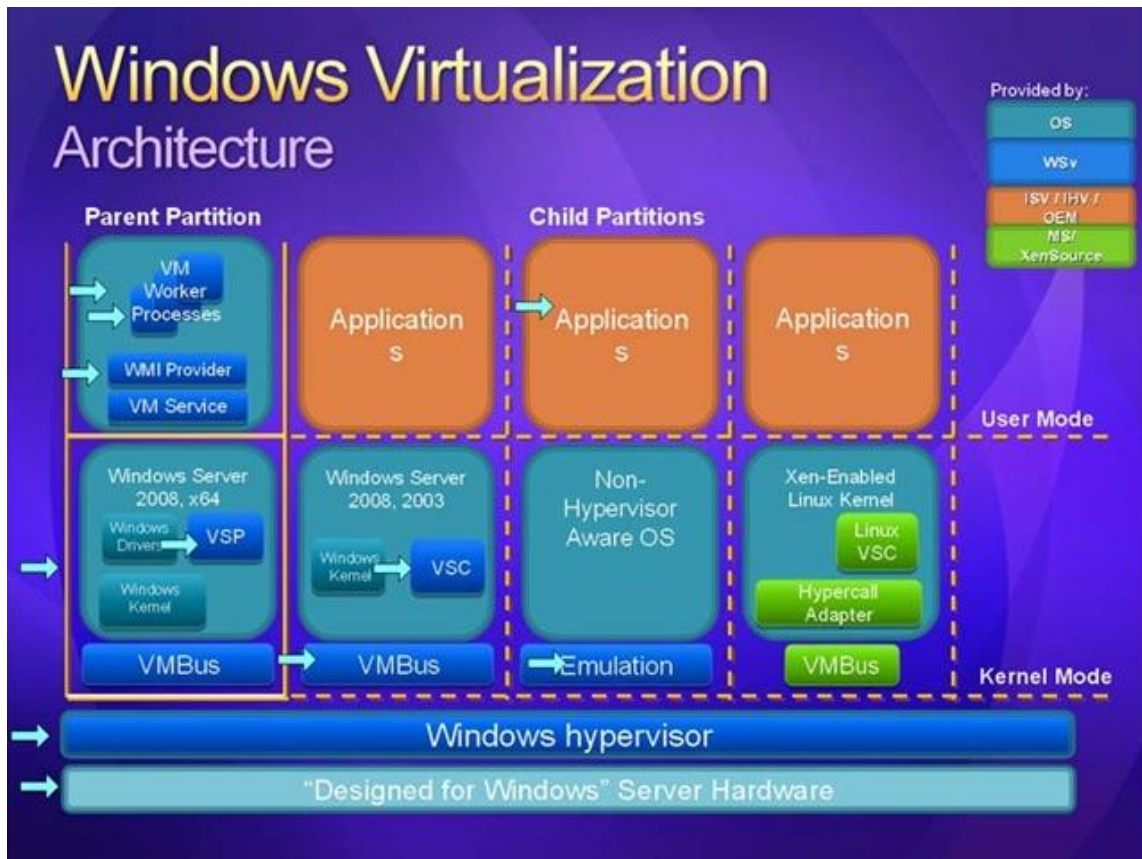 Windows Virtualization
Architecture
Provided by:
OS
WSv
ISV / IHV /
OEM
MS/
XenSource
Parent Partition
Child Partitions
VM
Worker
Processes
WMI Provider
VM Service
Application
s
Application
s
Application
s
User Mode
Windows Server
2008, x64
Windows
Drivers
VSP
Windows
Kernel
VMBus
Windows Server
2008, 2003
Windows
Kernel
VSC
VMBus
Non-
Hypervisor
Aware OS
Emulation
Xen-Enabled
Linux Kernel
Linux
VSC
Hypercall
Adapter
VMBus
Kernel Mode
Windows hypervisor
“Designed for Windows” Server Hardware